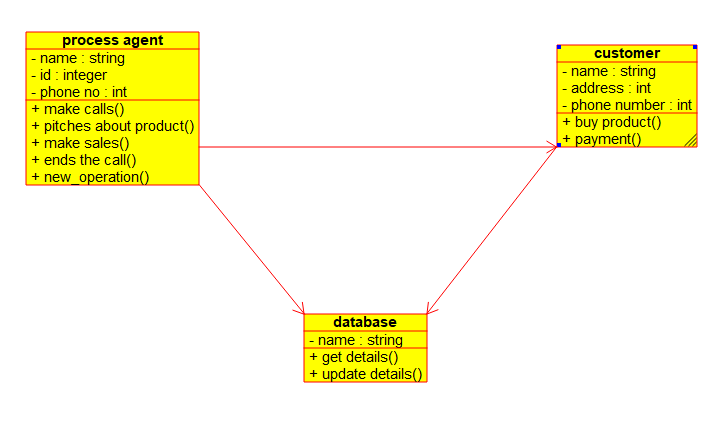 process agent
- name : string
- id : integer
- phone no : int
+ make calls()
+ pitches about product()
+ make sales()
+ ends the call()
+ new_operation()
customer
- name : string
- address : int
- phone number : int
+ buy product()
+ payment()
database
- name : string
+ get details()
+ update details()